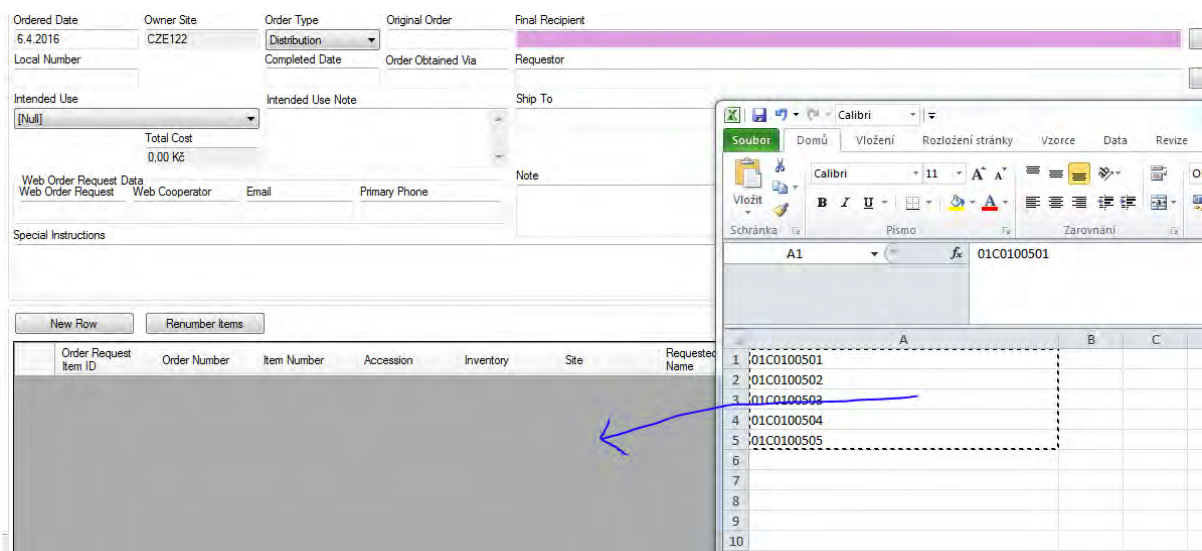 Ordered Date Owner Site Order Type Original Order Final Recipient
6.4.2016 CZE122 Distribution
Local Number Completed Date Order Obtained Via Requestor
Intended Use Intended Use Note Ship To
[Null]
Total Cost
0,00 Kč
Web Order Request Data
Web Order Request Web Cooperator Email Primary Phone
Note
Special Instructions
New Row Renumber Items
Order Request Item ID Order Number Item Number Accession Inventory Site Requested Name
Calibri
Soubor Domů Vložení Rozložení stránky Vzorce Data Revize
Calibri 11 A A
Vložit B I U A
Schránka Písmo Zarovnání
A1 fx 01C0100501
A B C
1 01C0100501
2 01C0100502
3 01C0100503
4 01C0100504
5 01C0100505
6
7
8
9
10